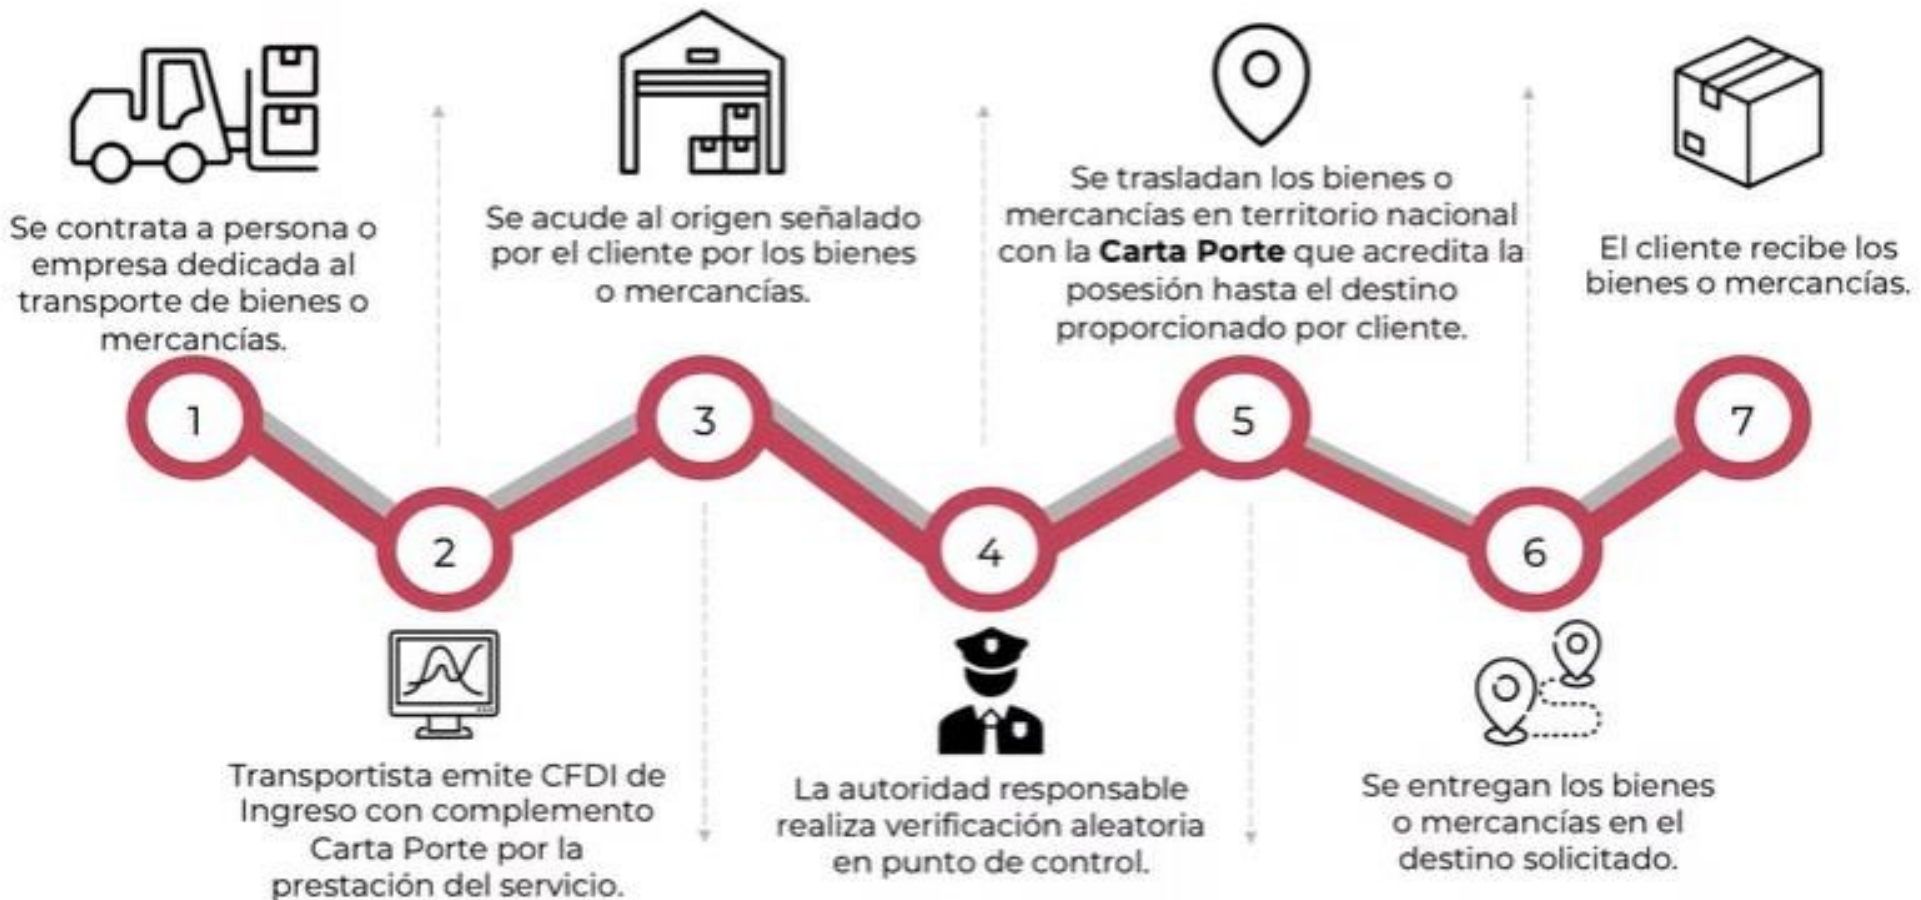 Se contrata a persona o
empresa dedicada al
transporte de bienes o
mercancías.
1
2
Transportista emite CFDI de
Ingreso con complemento
Carta Porte por la
prestación del servicio.
Se acude al origen señalado
por el cliente por los bienes
o mercancías.
3
4
La autoridad responsable
realiza verificación aleatoria
en punto de control.
Se trasladan los bienes o
mercancías en territorio nacional
con la Carta Porte que acredita la
posesión hasta el destino
proporcionado por cliente.
5
6
Se entregan los bienes
o mercancías en el
destino solicitado.
El cliente recibe los
bienes o mercancías.
7